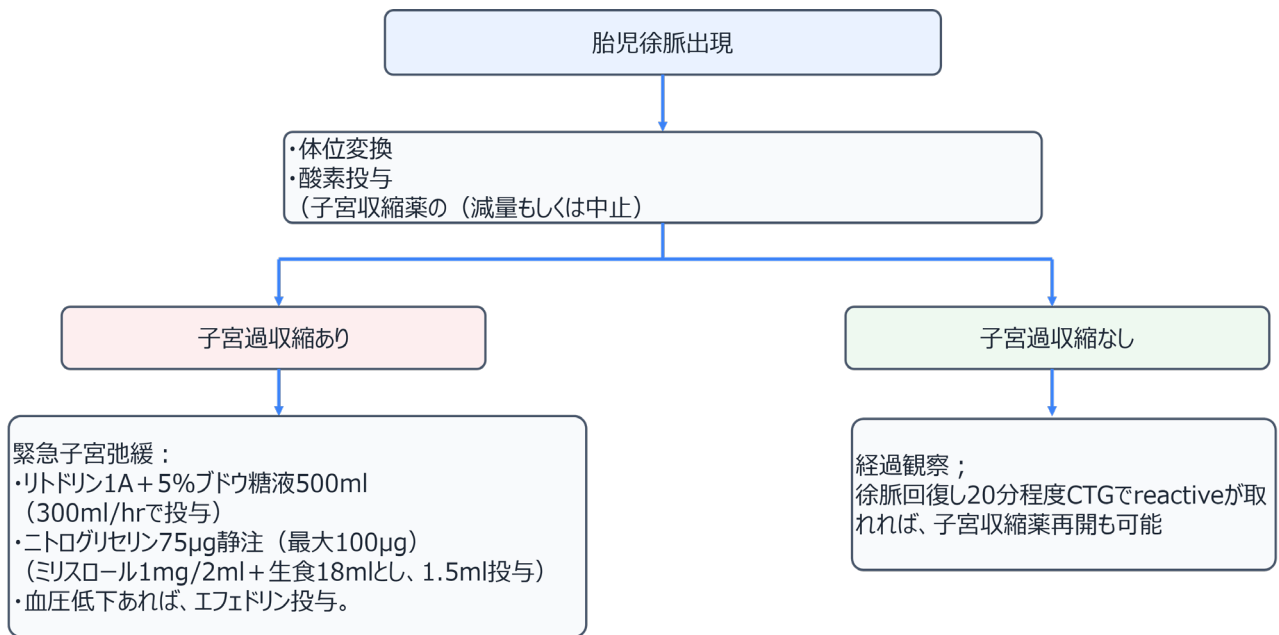 胎児徐脈出現
・体位変換
・酸素投与
（子宮収縮薬の（減量もしくは中止）
子宮過収縮あり
子宮過収縮なし
緊急子宮弛緩：
・リトドリン1A＋5%ブドウ糖液500ml
（300ml/hrで投与）
・ニトログリセリン75μg静注（最大100μg）
（ミリスロール1mg/2ml＋生食18mlとし、1.5ml投与）
・血圧低下あれば、エフェドリン投与。
経過観察；
徐脈回復し20分程度CTGでreactiveが取
れれば、子宮収縮薬再開も可能